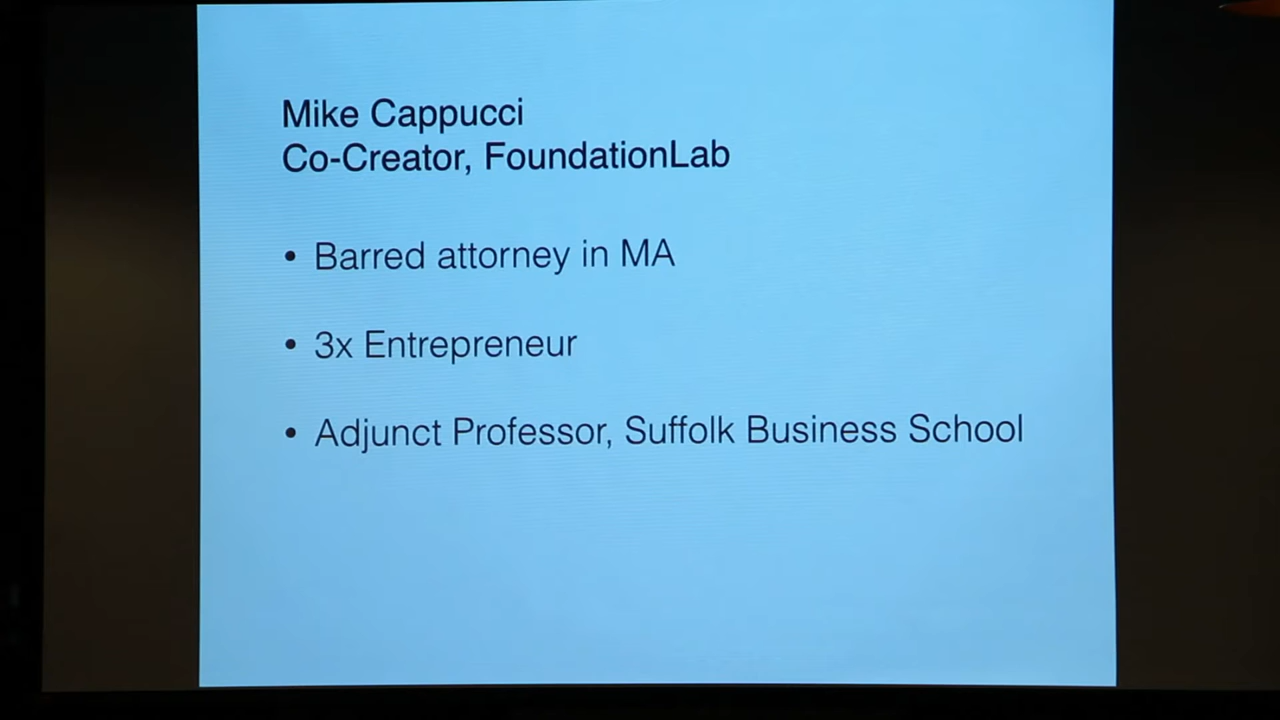 Mike Cappucci
Co-Creator, FoundationLab
• Barred attorney in MA
• 3x Entrepreneur
• Adjunct Professor, Suffolk Business School